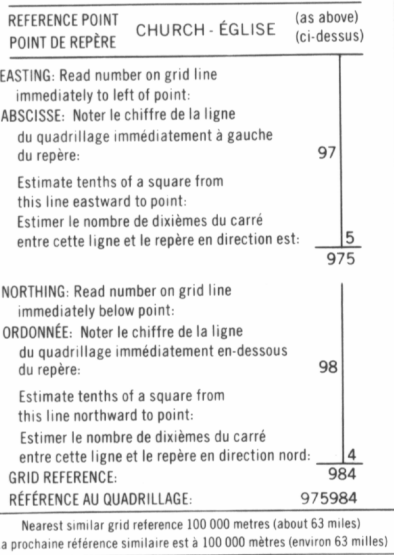 REFERENCE POINT
POINT DE REPÈRE
CHURCH - ÉGLISE
(as above)
(ci-dessus)
EASTING: Read number on grid line
immediately to left of point:
ABSCISSE: Noter le chiffre de la ligne
du quadrillage immédiatement à gauche
du repère: 97
Estimate tenths of a square from
this line eastward to point:
Estimer le nombre de dixièmes du carré
entre cette ligne et le repère en direction est: 5
975
NORTHING: Read number on grid line
immediately below point:
ORDONNÉE: Noter le chiffre de la ligne
du quadrillage immédiatement en-dessous
du repère: 98
Estimate tenths of a square from
this line northward to point:
Estimer le nombre de dixièmes du carré
entre cette ligne et le repère en direction nord: 4
GRID REFERENCE: 984
RÉFÉRENCE AU QUADRILLAGE: 975984
Nearest similar grid reference 100 000 metres (about 63 miles)
a prochaine référence similaire est à 100 000 mètres (environ 63 milles)